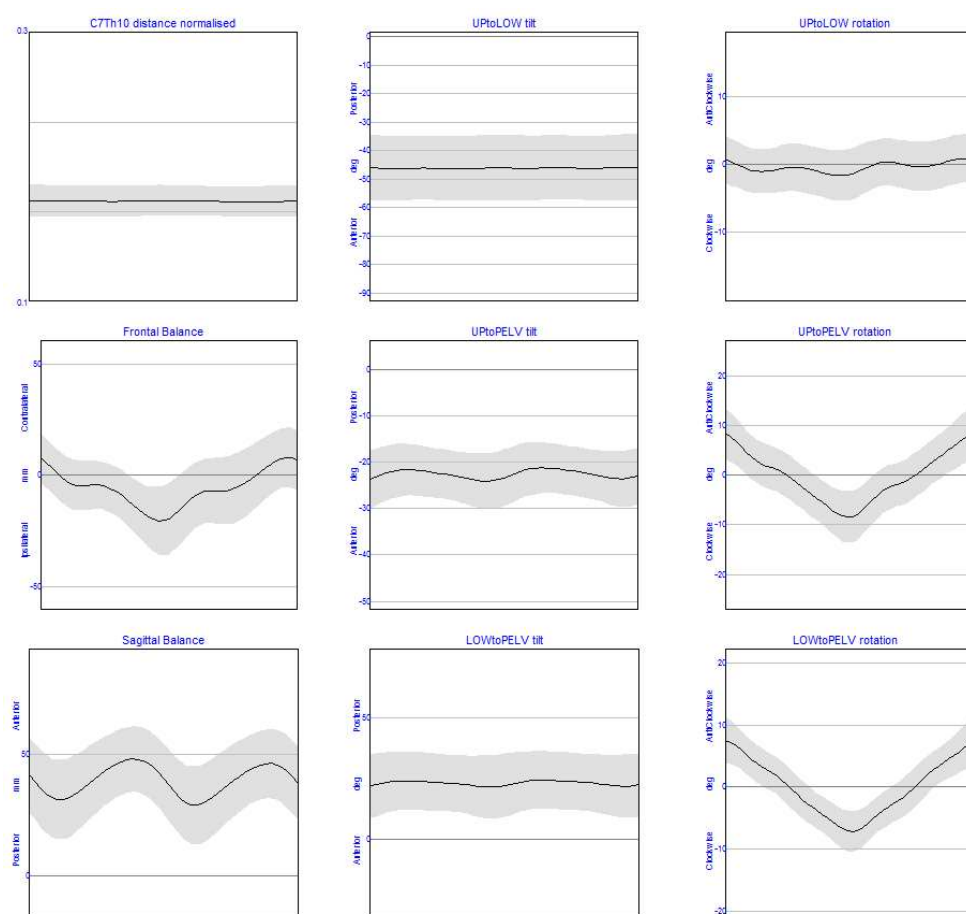 C7Th10 distance normalised
0.3
0.1
UPtoLOW tilt
Posterior
deg
Anterior
0
-10
-20
-30
-40
-50
-60
-70
-80
-90
UPtoLOW rotation
AntiClockwise
deg
Clockwise
10
0
-10
Frontal Balance
Contralateral
mm
Ipsilateral
50
0
-50
UPtoPELV tilt
Posterior
deg
Anterior
0
-10
-20
-30
-40
-50
UPtoPELV rotation
AntiClockwise
deg
Clockwise
20
10
0
-10
-20
Sagittal Balance
Anterior
mm
Posterior
50
0
LOWtoPELV tilt
Posterior
deg
Anterior
50
0
LOWtoPELV rotation
AntiClockwise
deg
Clockwise
20
10
0
-10
-20